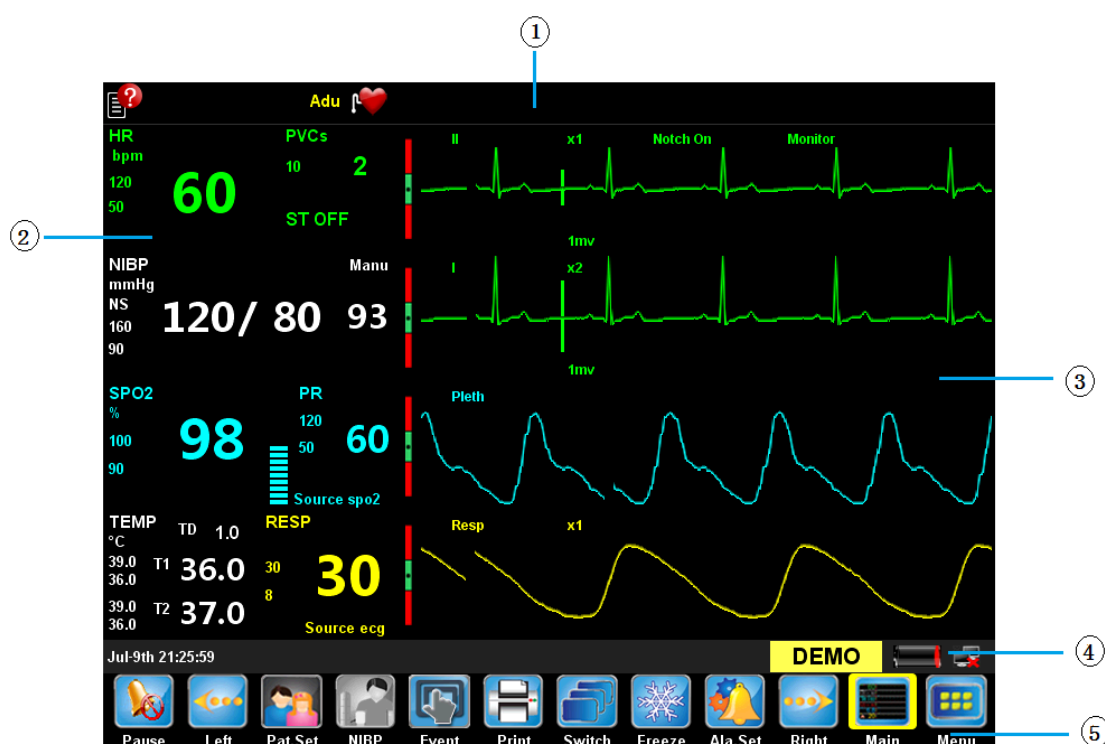 1
?
Adu
HR
PVCs
II
x1
Notch On
Monitor
bpm
120
60
10
2
50
ST OFF
2
1mv
NIBP
Manu
I
x2
mmHg
NS
160
120/ 80
93
90
1mv
3
SPO2
PR
Pleth
%
120
100
98
50
60
90
Source spo2
TEMP
TD
1.0
RESP
Resp
x1
°C
39.0
T1
36.0
30
36.0
30
8
39.0
T2
37.0
36.0
Source ecg
Jul-9th 21:25:59
DEMO
4
Pause
Left
Pat Set
NIBP
Event
Print
Switch
Freeze
Ala Set
Right
Main
Menu
5